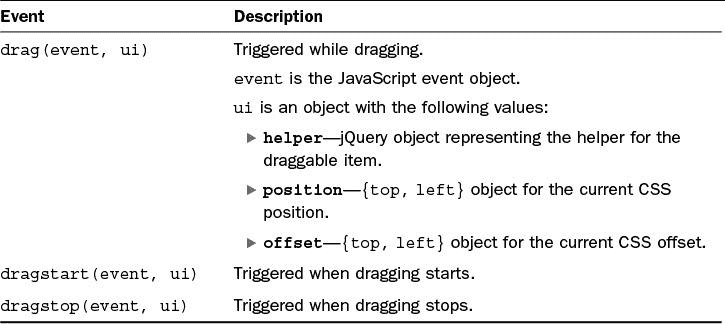 Event Description
drag(event, ui) Triggered while dragging.
event is the JavaScript event object.
ui is an object with the following values:
▶ helper—jQuery object representing the helper for the
draggable item.
▶ position—{top, left} object for the current CSS
position.
▶ offset—{top, left} object for the current CSS offset.
dragstart(event, ui) Triggered when dragging starts.
dragstop(event, ui) Triggered when dragging stops.